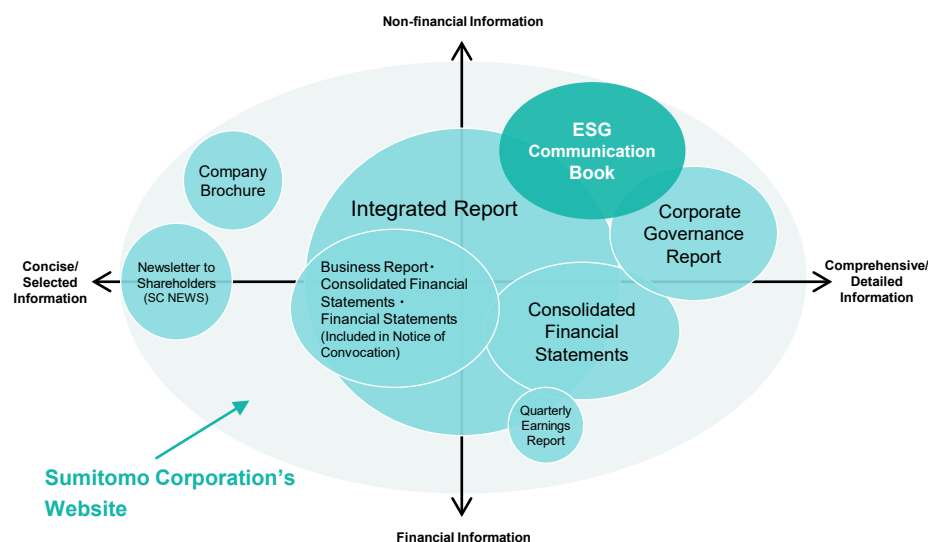 Non-financial Information
ESG
Communication
Book
Company
Brochure
Integrated Report
Corporate
Governance
Report
Concise/
Selected
Information
Newsletter to
Shareholders
(SC NEWS)
Business Report・
Consolidated Financial
Statements・
Financial Statements
(Included in Notice of
Convocation)
Consolidated
Financial
Statements
Comprehensive/
Detailed
Information
Quarterly
Earnings
Report
Sumitomo Corporation's
Website
Financial Information